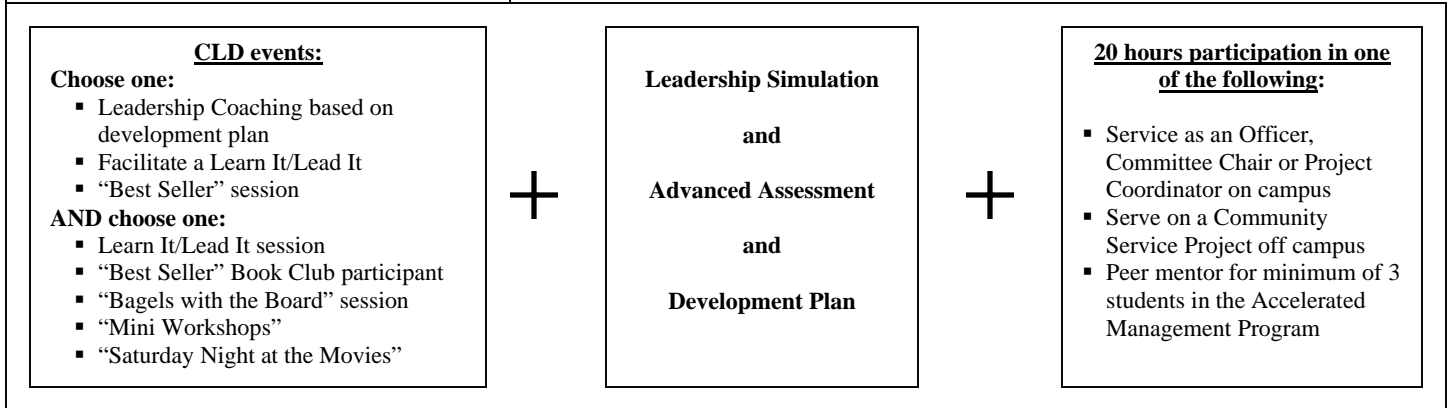 CLD events:
Choose one:
▪ Leadership Coaching based on
development plan
▪ Facilitate a Learn It/Lead It
▪ “Best Seller” session
AND choose one:
▪ Learn It/Lead It session
▪ “Best Seller” Book Club participant
▪ “Bagels with the Board” session
▪ “Mini Workshops”
▪ “Saturday Night at the Movies”
+
Leadership Simulation
and
Advanced Assessment
and
Development Plan
+
20 hours participation in one
of the following:
▪ Service as an Officer,
Committee Chair or Project
Coordinator on campus
▪ Serve on a Community
Service Project off campus
▪ Peer mentor for minimum of 3
students in the Accelerated
Management Program